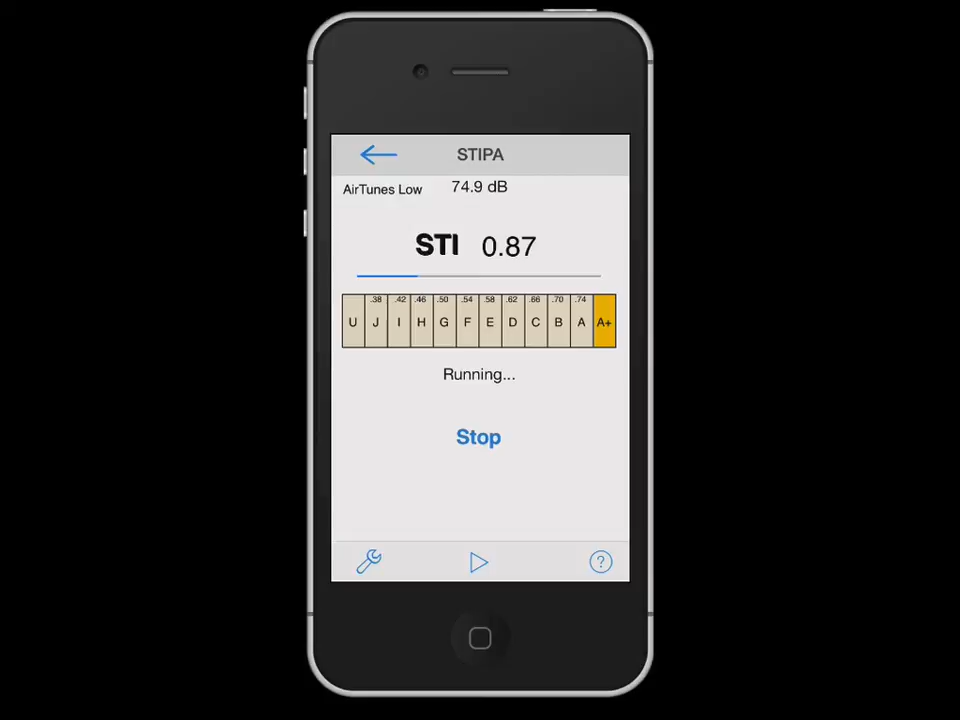 STIPA
AirTunes Low 74.9 dB
STI 0.87
.38 .42 .46 .50 .54 .58 .62 .66 .70 .74
U J I H G F E D C B A A+
Running...
Stop
?